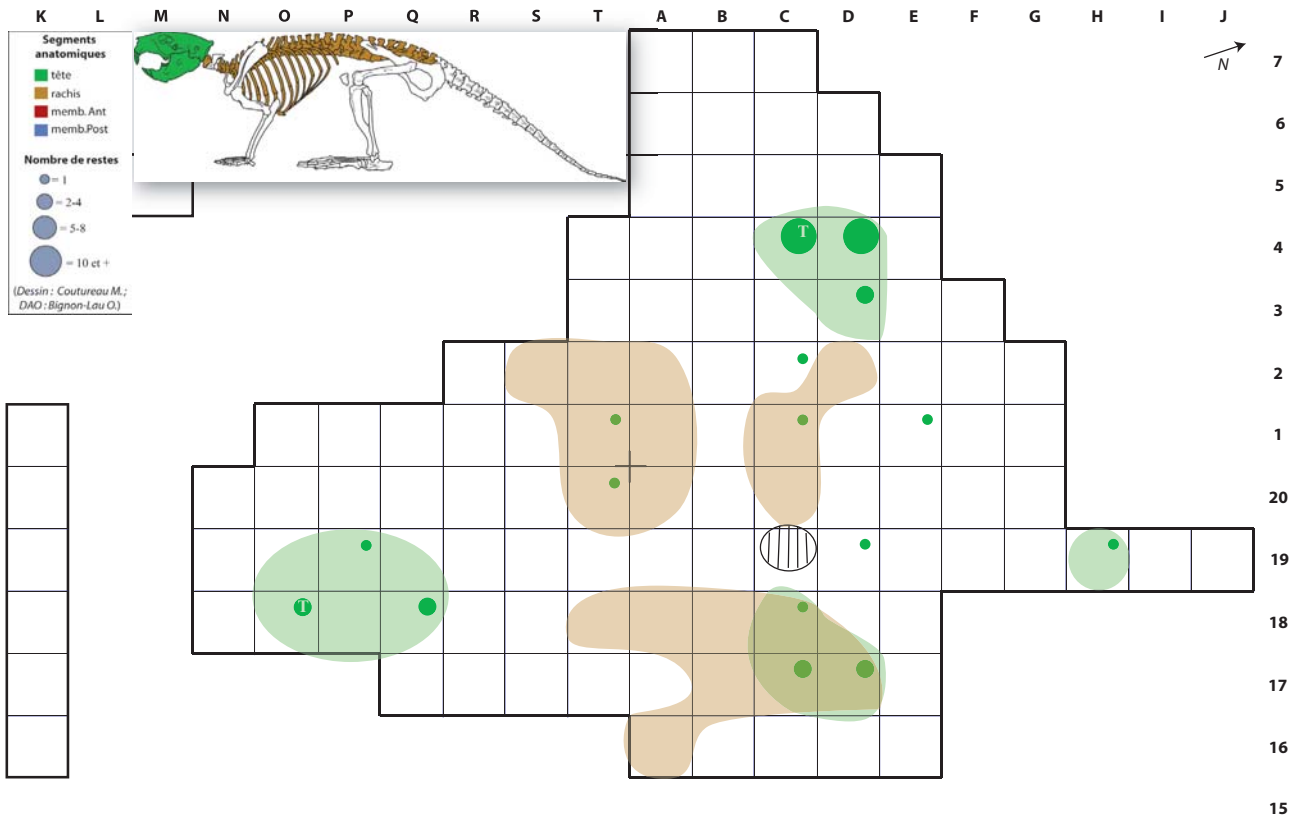 K L M N O P Q R S T A B C D E F G H I J
Segments
anatomiques
tête
rachis
memb. Ant
memb.Post
Nombre de restes
= 1
= 2-4
= 5-8
= 10 et +
(Dessin : Coutureau M.;
DAO : Bignon-Lau O.)
N
7
6
5
T
4
3
2
1
20
19
T
18
17
16
15